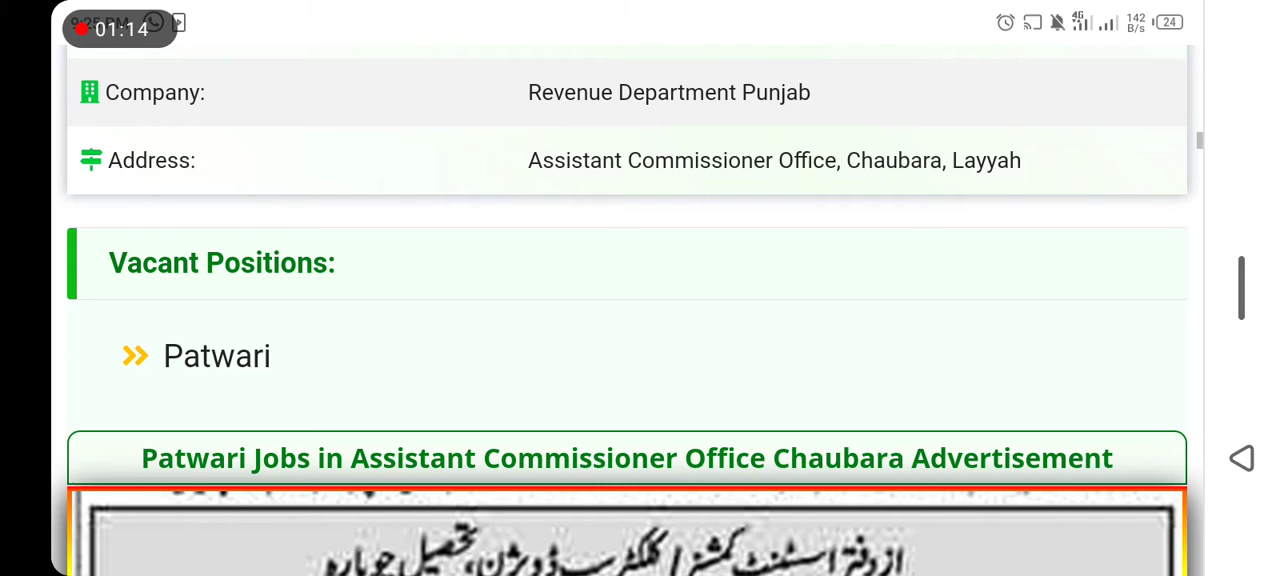 01:14
4G
142
B/s
24
Company: Revenue Department Punjab
Address: Assistant Commissioner Office, Chaubara, Layyah
Vacant Positions:
Patwari
Patwari Jobs in Assistant Commissioner Office Chaubara Advertisement
از دفتر اسسٹنٹ کمشنر / کلکٹر سب ڈویژن، تحصیل چوبارہ